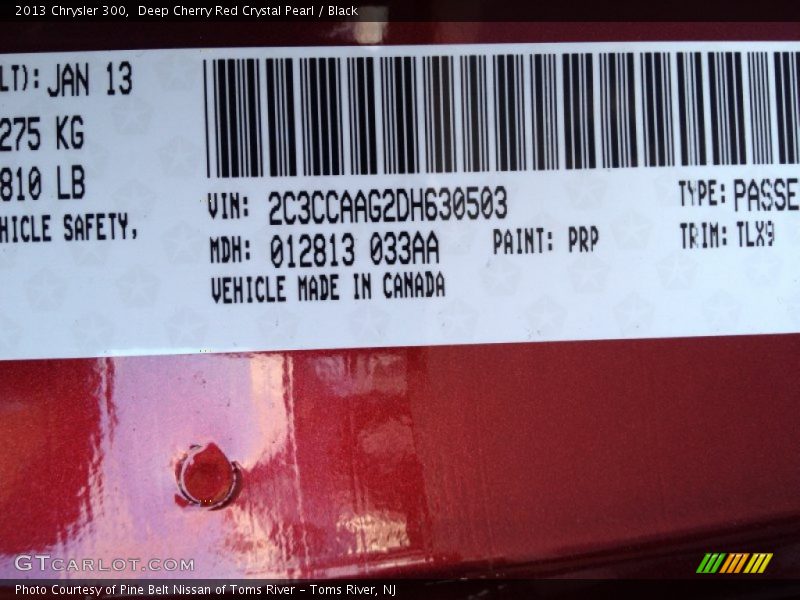 2013 Chrysler 300,  Deep Cherry Red Crystal Pearl / Black
LT): JAN 13
275 KG
810 LB
HICLE SAFETY,
VIN: 2C3CCAAG2DH630503 TYPE: PASSE
MDH: 012813 033AA PAINT: PRP TRIM: TLX9
VEHICLE MADE IN CANADA
GTCARLOT.COM
Photo Courtesy of Pine Belt Nissan of Toms River – Toms River, NJ